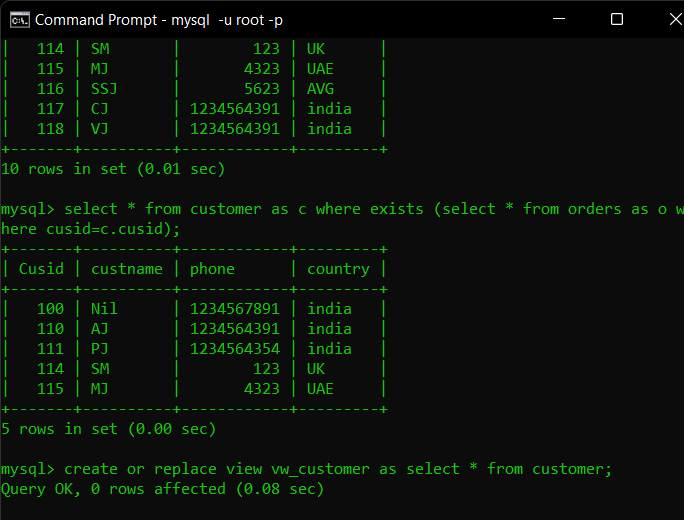 Command Prompt - mysql  -u root -p
|   114 | SM       |        123 | UK      |
|   115 | MJ       |       4323 | UAE     |
|   116 | SSJ      |       5623 | AVG     |
|   117 | CJ       | 1234564391 | india   |
|   118 | VJ       | 1234564391 | india   |
+-------+----------+------------+---------+
10 rows in set (0.01 sec)
mysql> select * from customer as c where exists (select * from orders as o w
here cusid=c.cusid);
+-------+----------+------------+---------+
| Cusid | custname | phone      | country |
+-------+----------+------------+---------+
|   100 | Nil      | 1234567891 | india   |
|   110 | AJ       | 1234564391 | india   |
|   111 | PJ       | 1234564354 | india   |
|   114 | SM       |        123 | UK      |
|   115 | MJ       |       4323 | UAE     |
+-------+----------+------------+---------+
5 rows in set (0.00 sec)
mysql> create or replace view vw_customer as select * from customer;
Query OK, 0 rows affected (0.08 sec)